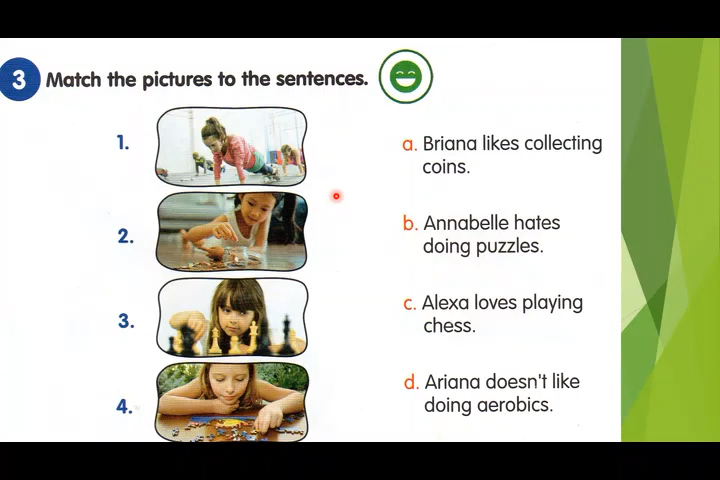 3 Match the pictures to the sentences.
1.
a. Briana likes collecting
coins.
2.
b. Annabelle hates
doing puzzles.
3.
c. Alexa loves playing
chess.
4.
d. Ariana doesn't like
doing aerobics.